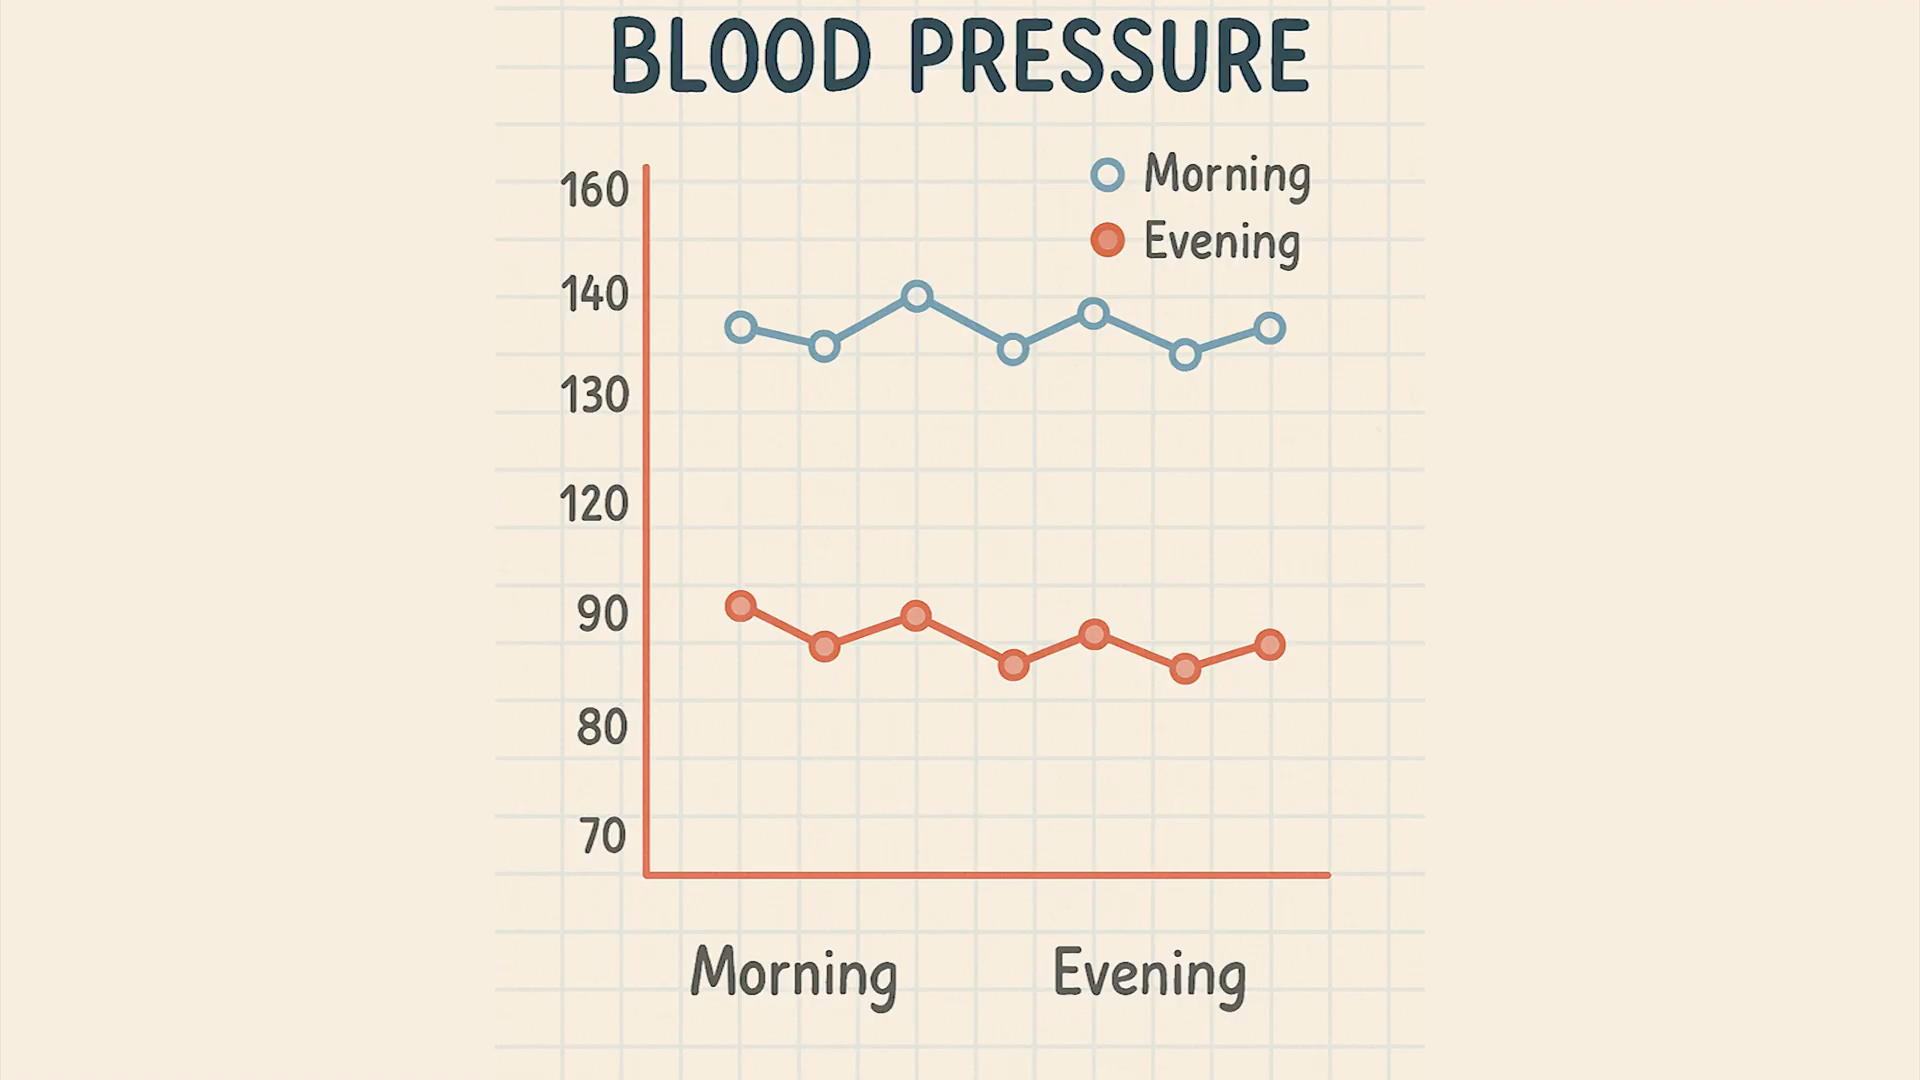 BLOOD PRESSURE
Morning
Evening
160
140
130
120
90
80
70
Morning Evening